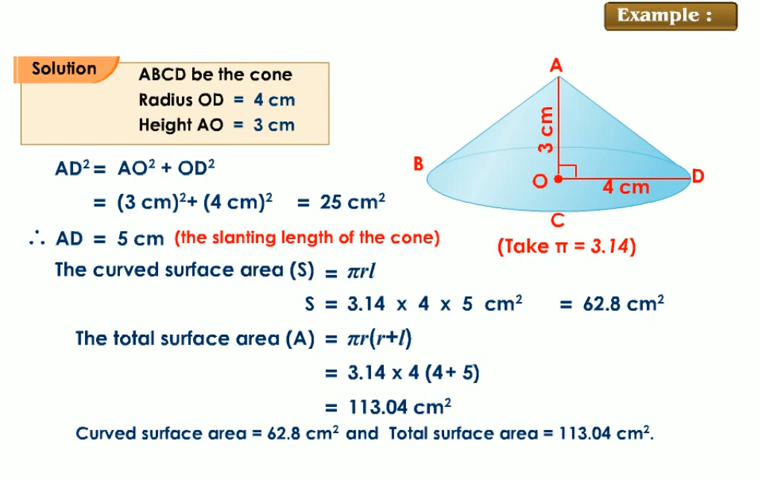 Example :
Solution
ABCD be the cone
Radius OD = 4 cm
Height AO = 3 cm
A
3 cm
B
O
4 cm
D
C
(Take π = 3.14)
AD² = AO² + OD²
= (3 cm)²+ (4 cm)² = 25 cm²
∴ AD = 5 cm (the slanting length of the cone)
The curved surface area (S) = πrl
S = 3.14 x 4 x 5 cm² = 62.8 cm²
The total surface area (A) = πr(r+l)
= 3.14 x 4 (4+ 5)
= 113.04 cm²
Curved surface area = 62.8 cm² and Total surface area = 113.04 cm².